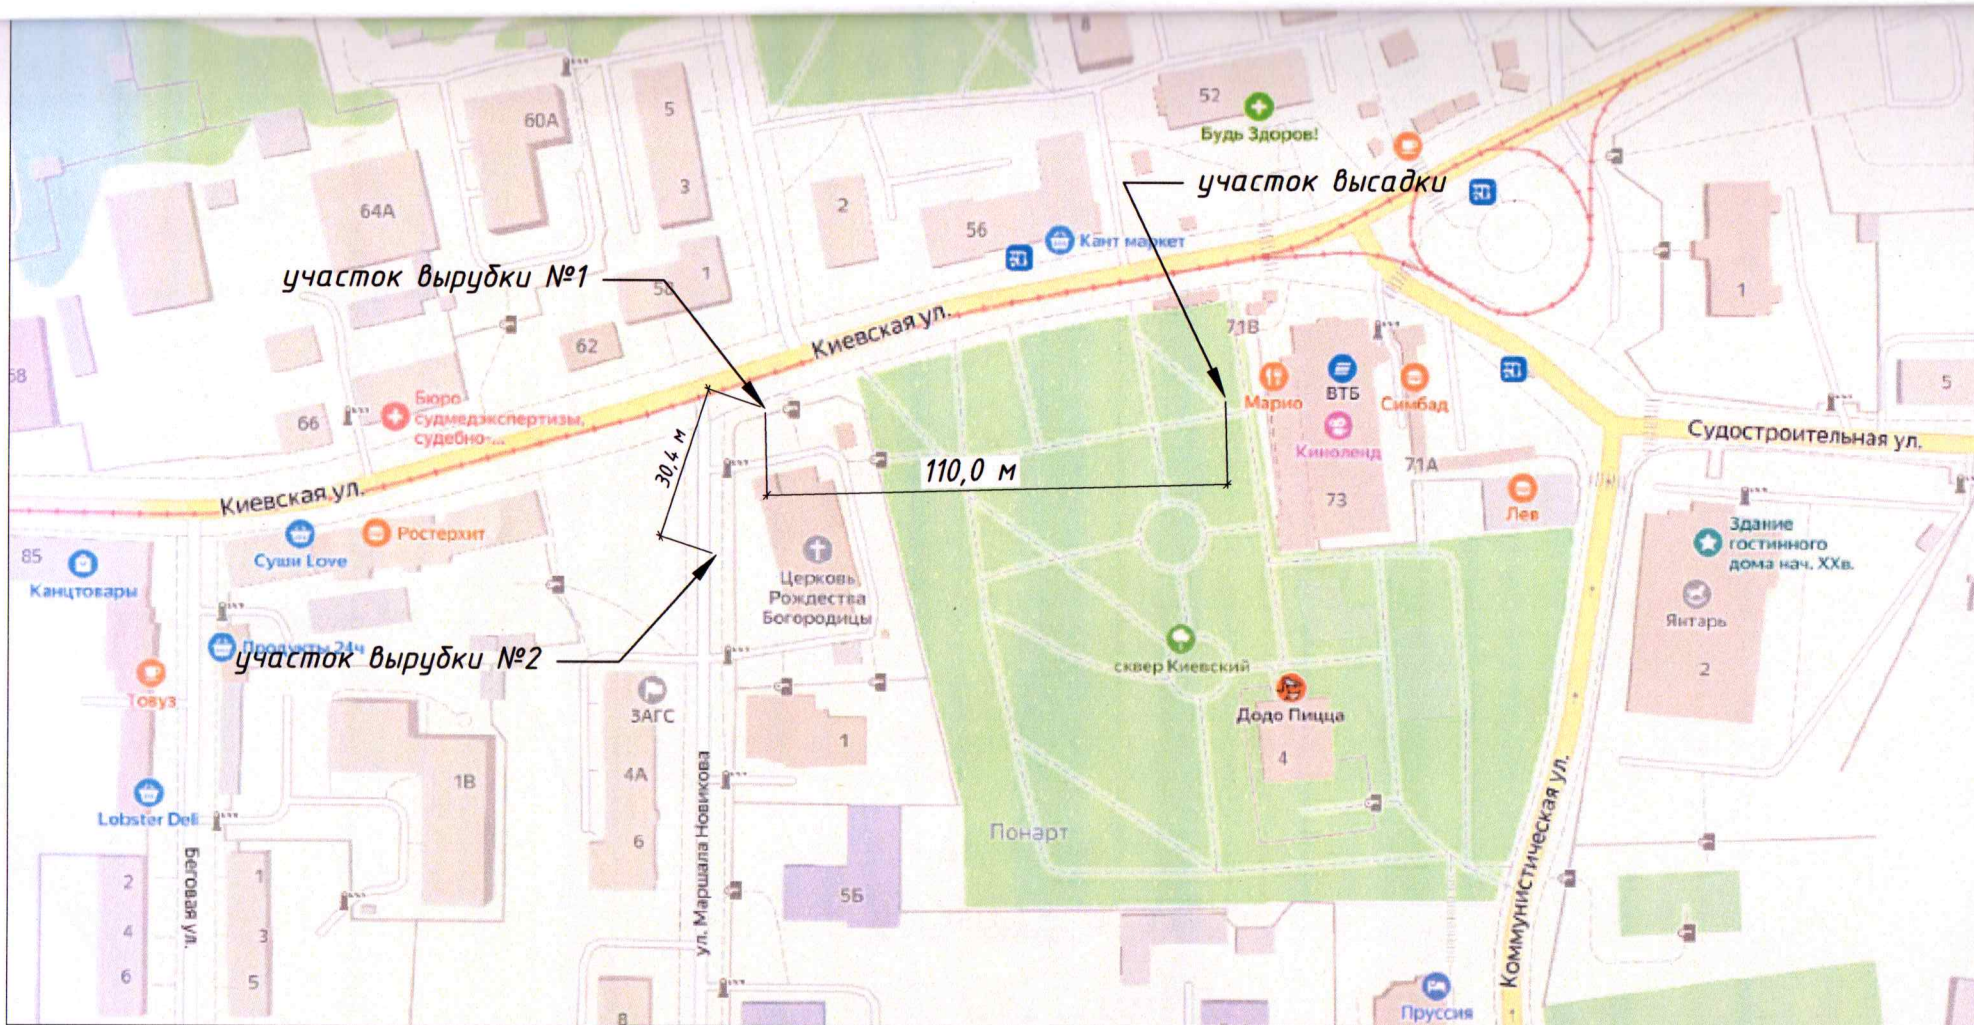 8
52
Будь Здоров!
60А
5
3
64А
2
56
Кант маркет
участок высадки
участок вырубки №1
58
1
1
Киевская ул.
62
68
66
Бюро
судмедэкспертизы,
судебно-...
71В
Марио
ВТБ
Симбад
Киноленд
71А
73
5
Судостроительная ул.
Лев
30,4 м
110,0 м
Киевская ул.
85
Канцтовары
Суши Love
Ростерхит
Церковь
Рождества
Богородицы
Здание
гостинного
дома нач. XXв.
Янтарь
2
Продукты 24ч
участок вырубки №2
Товуз
ЗАГС
сквер Киевский
Додо Пицца
4
1
1В
4А
6
Lobster Deli
Понарт
ул. Маршала Новикова
Коммунистическая ул.
Беговая ул.
2
4
6
1
3
5
5Б
8
Пруссия